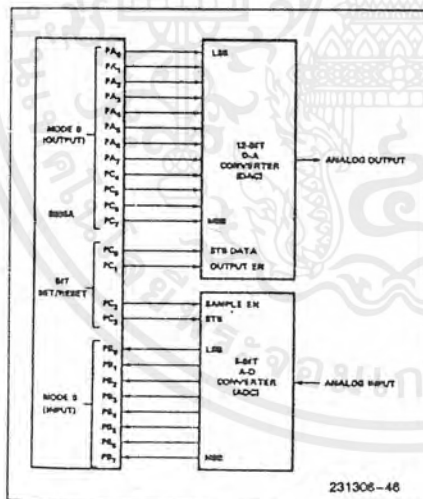 PA0
LSB
PA1
PA2
PA3
PA4
MODE 0
(OUTPUT)
PA5
PA6
12-BIT
D-A
CONVERTER
(DAC)
ANALOG OUTPUT
PA7
PC4
PC5
PC6
PC7
MSB
8255A
BIT
SET/RESET
PC0
STB DATA
PC1
OUTPUT EN
PC2
SAMPLE EN
PC3
STB
PB0
LSB
PB1
PB2
MODE 0
(INPUT)
PB3
8-BIT
A-D
CONVERTER
(ADC)
ANALOG INPUT
PB4
PB5
PB6
PB7
MSB
231306-46